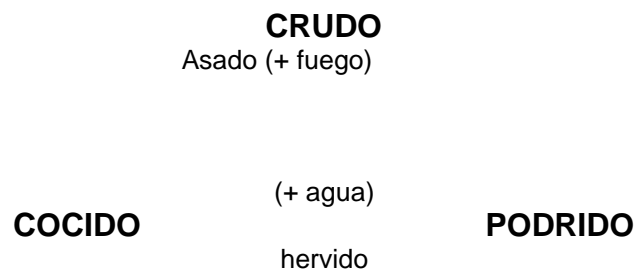 CRUDO
Asado (+ fuego)
(+ agua)
COCIDO PODRIDO
hervido